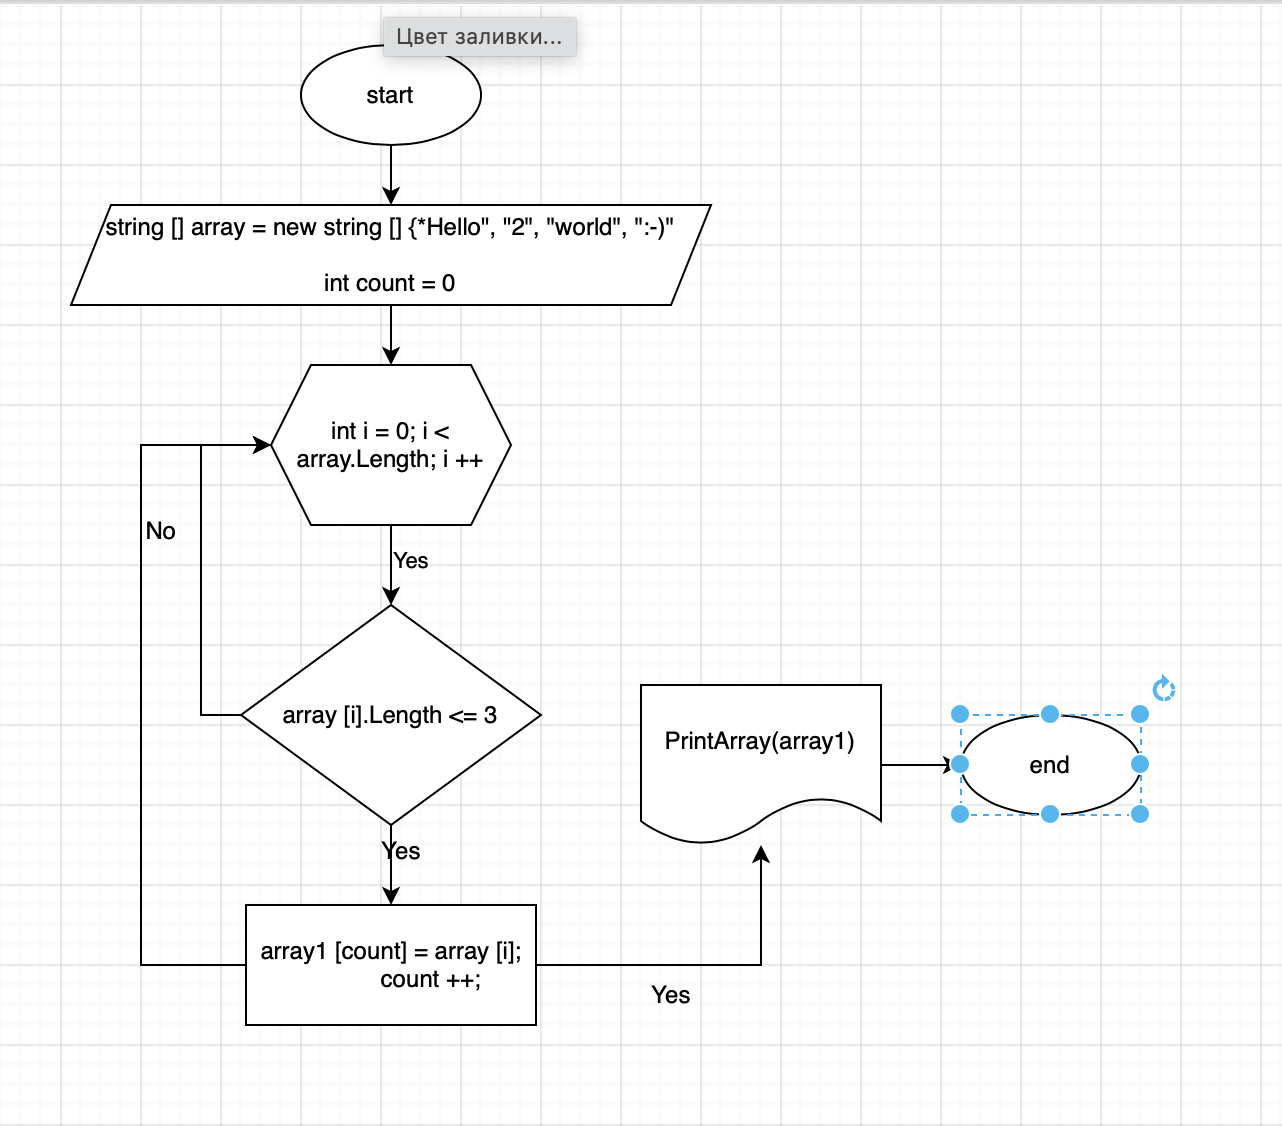 Цвет заливки...
start
string [] array = new string [] {*Hello", "2", "world", ":-)"
int count = 0
int i = 0; i <
array.Length; i ++
No
Yes
array [i].Length <= 3
PrintArray(array1)
end
Yes
array1 [count] = array [i];
count ++;
Yes